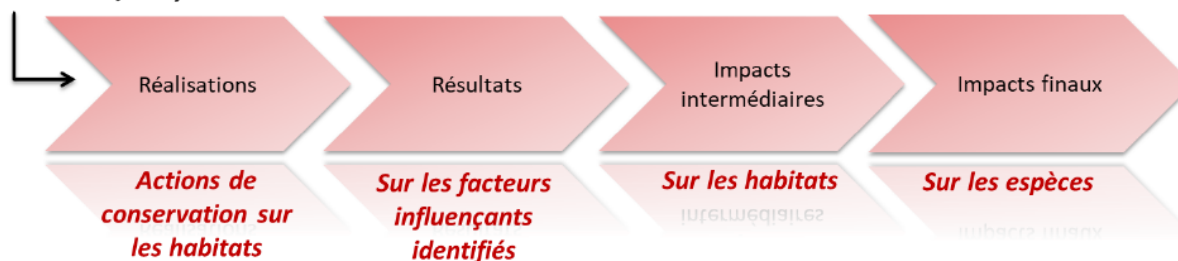 Réalisations
Résultats
Impacts
intermédiaires
Impacts finaux
Actions de
conservation sur
les habitats
Sur les facteurs
influençants
identifiés
Sur les habitats
Sur les espèces